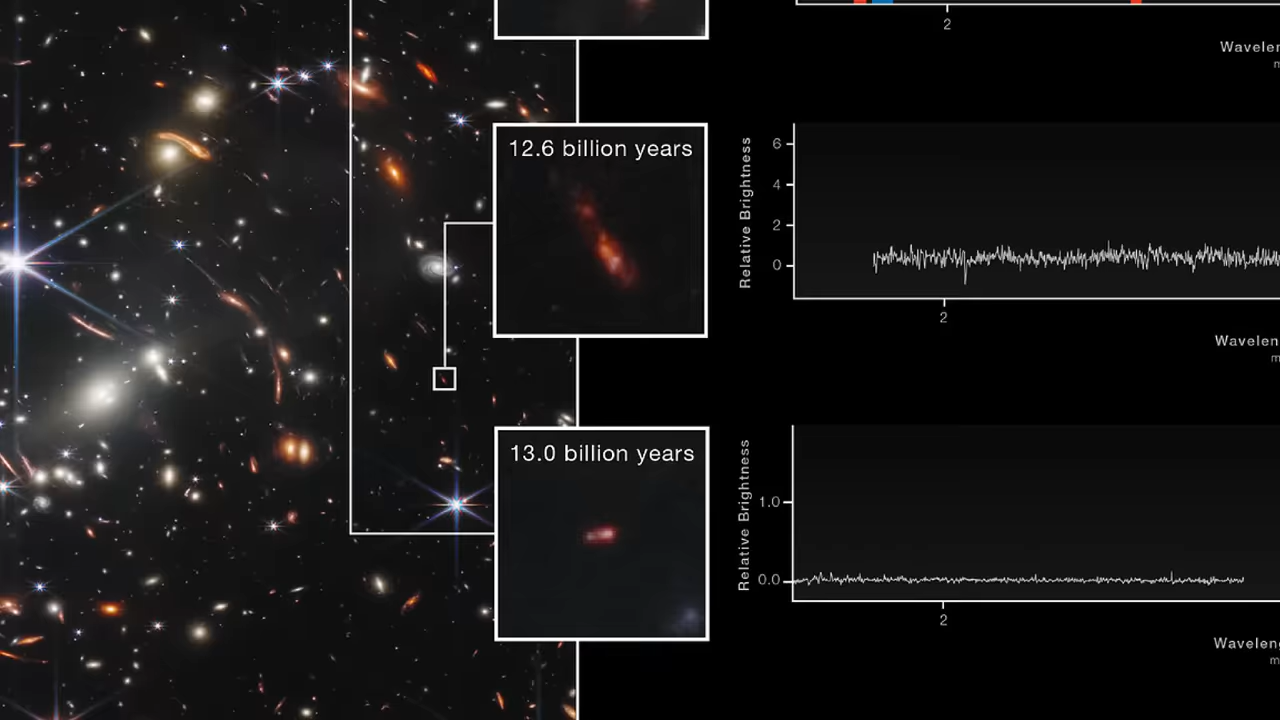 2
Wavelen
m
12.6 billion years
Relative Brightness
6
4
2
0
2
Wavelen
m
13.0 billion years
Relative Brightness
1.0
0.0
2
Waveleng
m